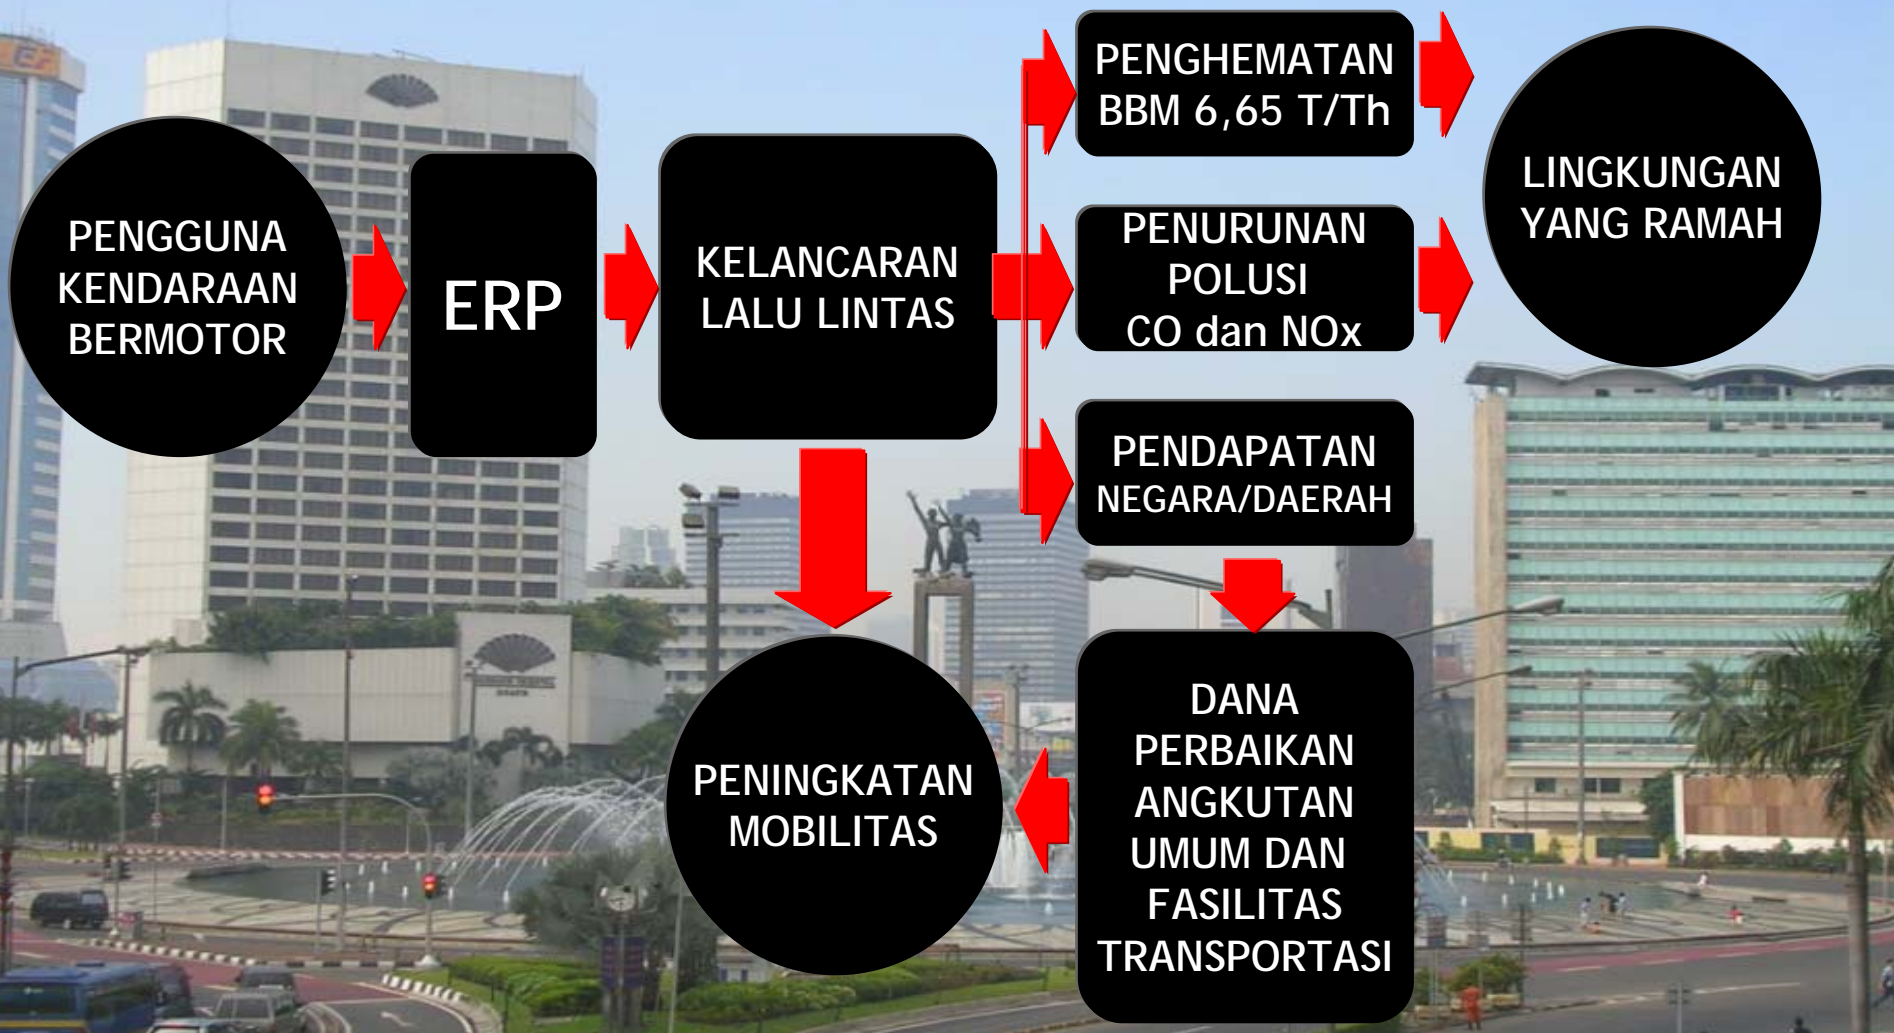 PENGGUNA
KENDARAAN
BERMOTOR
ERP
KELANCARAN
LALU LINTAS
PENGHEMATAN
BBM 6,65 T/Th
PENURUNAN
POLUSI
CO dan NOx
PENDAPATAN
NEGARA/DAERAH
LINGKUNGAN
YANG RAMAH
PENINGKATAN
MOBILITAS
DANA
PERBAIKAN
ANGKUTAN
UMUM DAN
FASILITAS
TRANSPORTASI